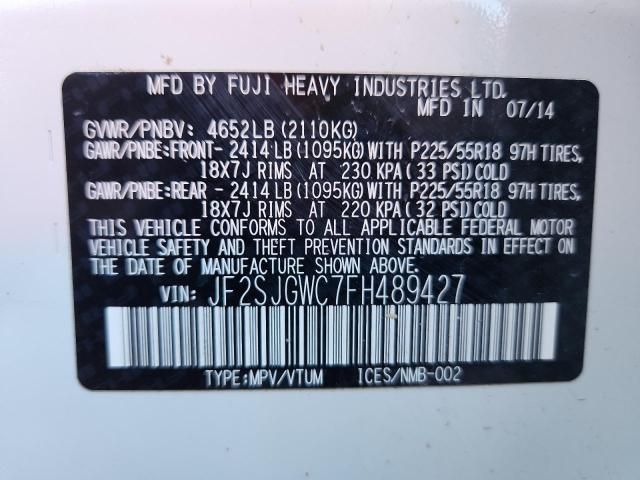 MFD BY FUJI HEAVY INDUSTRIES LTD.
MFD IN 07/14
GVWR/PNBV: 4652LB(2110KG)
GAWR/PNBE:FRONT-2414LB(1095KG)WITH P225/55R18 97H TIRES,
18X7J RIMS AT 230 KPA(33 PSI)COLD
GAWR/PNBE:REAR -2414LB(1095KG)WITH P225/55R18 97H TIRES,
18X7J RIMS AT 220 KPA(32 PSI)COLD
THIS VEHICLE CONFORMS TO ALL APPLICABLE FEDERAL MOTOR
VEHICLE SAFETY AND THEFT PREVENTION STANDARDS IN EFFECT ON
THE DATE OF MANUFACTURE SHOWN ABOVE.
VIN: JF2SJGWC7FH489427
TYPE:MPV/VTUM ICES/NMB-002